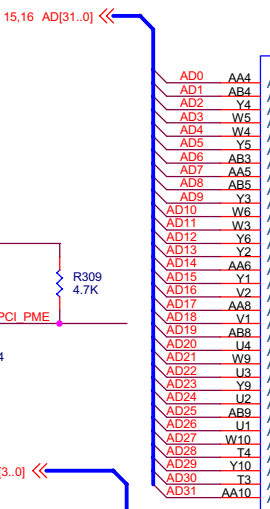 15,16 AD[31..0]
AD0 AA4
AD1 AB4
AD2 Y4
AD3 W5
AD4 W4
AD5 Y5
AD6 AB3
AD7 AA5
AD8 AB5
AD9 Y3
AD10 W6
AD11 W3
AD12 Y6
AD13 Y2
AD14 AA6
AD15 Y1
AD16 V2
AD17 AA8
AD18 V1
AD19 AB8
AD20 U4
AD21 W9
AD22 U3
AD23 Y9
AD24 U2
AD25 AB9
AD26 U1
AD27 W10
AD28 T4
AD29 Y10
AD30 T3
AD31 AA10
R309
4.7K
PCI_PME
4
[3..0]